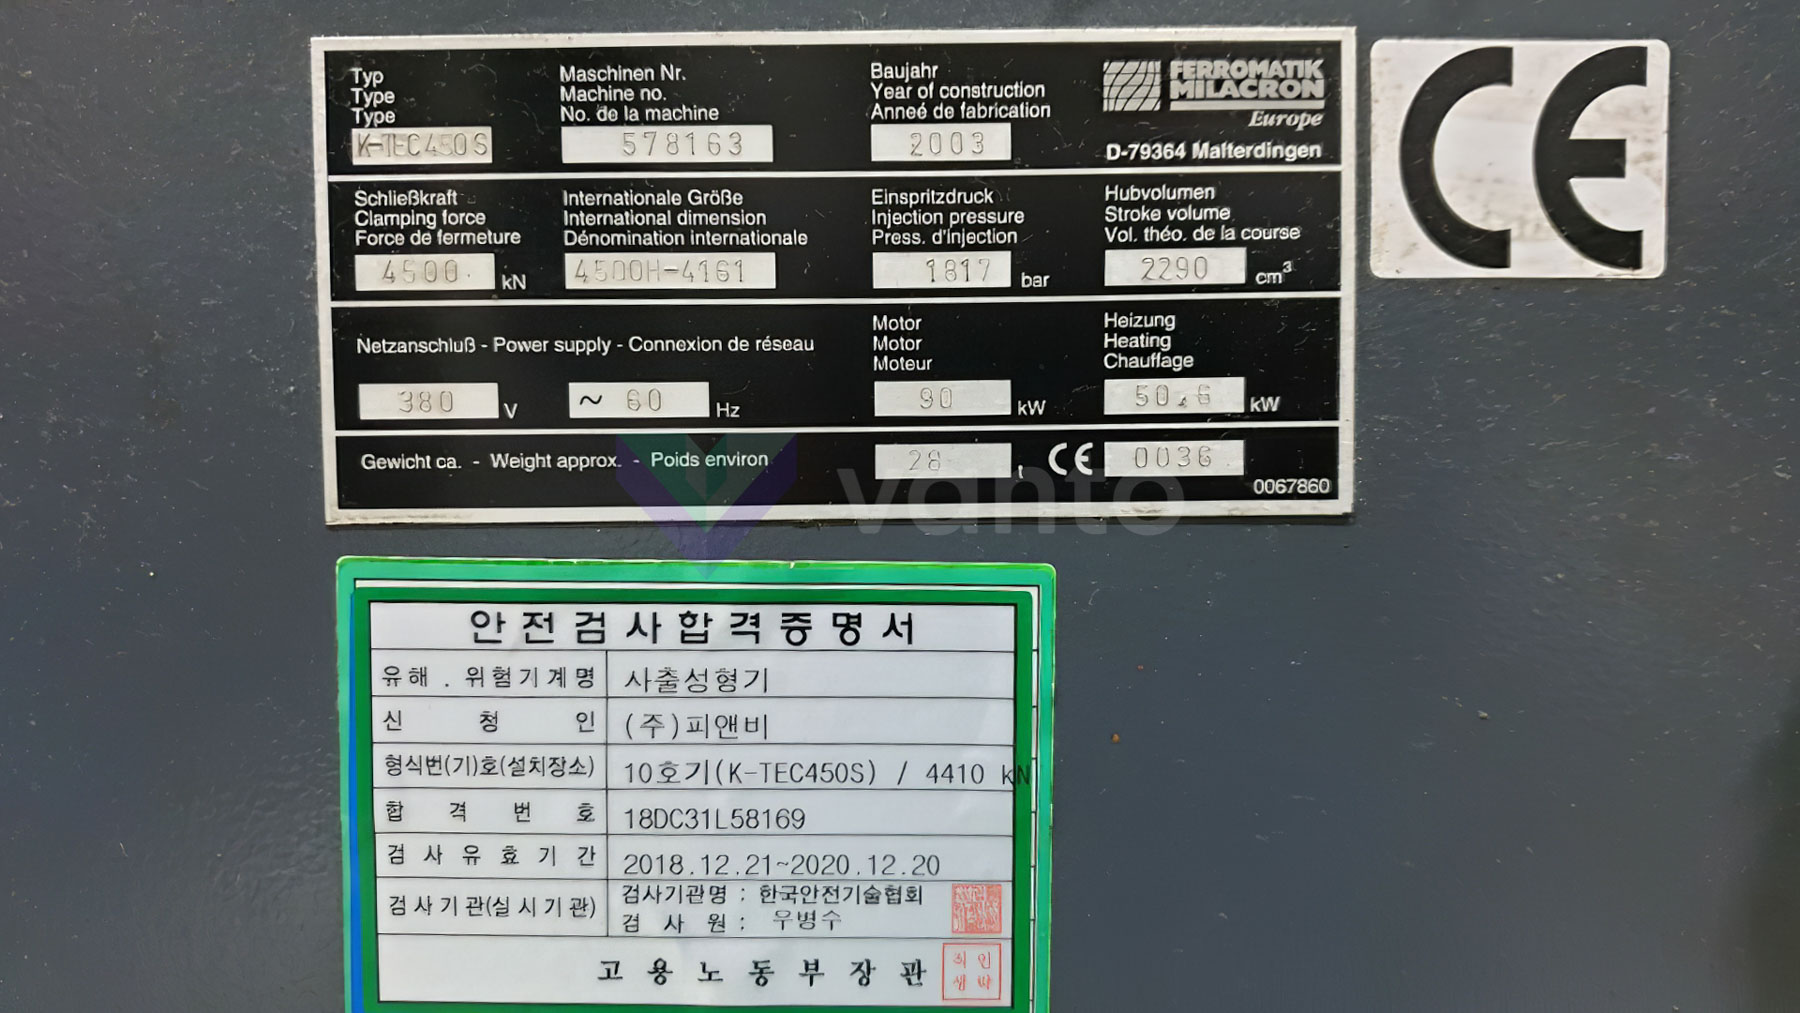 Typ
Type
Type
K-TEC450S
Maschinen Nr.
Machine no.
No. de la machine
578163
Baujahr
Year of construction
Anneé de fabrication
2003
FERROMATIK
MILACRON
Europe
D-79364 Malterdingen
Schließkraft
Clamping force
Force de fermeture
4500 kN
Internationale Größe
International dimension
Dénomination internationale
4500H-4161
Einspritzdruck
Injection pressure
Press. d'injection
1817 bar
Hubvolumen
Stroke volume
Vol. théo. de la course
2290 cm³
Netzanschluß - Power supply - Connexion de réseau
380 V ~ 60 Hz
Motor
Motor
Moteur
90 kW
Heizung
Heating
Chauffage
50,6 kW
Gewicht ca. - Weight approx. - Poids environ 28 t CE 0036
0067860
CE
vanto
안전검사합격증명서
유해 . 위험기계명 사출성형기
신청인 (주)피앤비
형식번(기)호(설치장소) 10호기(K-TEC450S) / 4410 kN
합격번호 18DC31L58169
검사유효기간 2018.12.21~2020.12.20
검사기관(실시기관) 검사기관명 : 한국안전기술협회
검사원 : 우병수
고용노동부장관